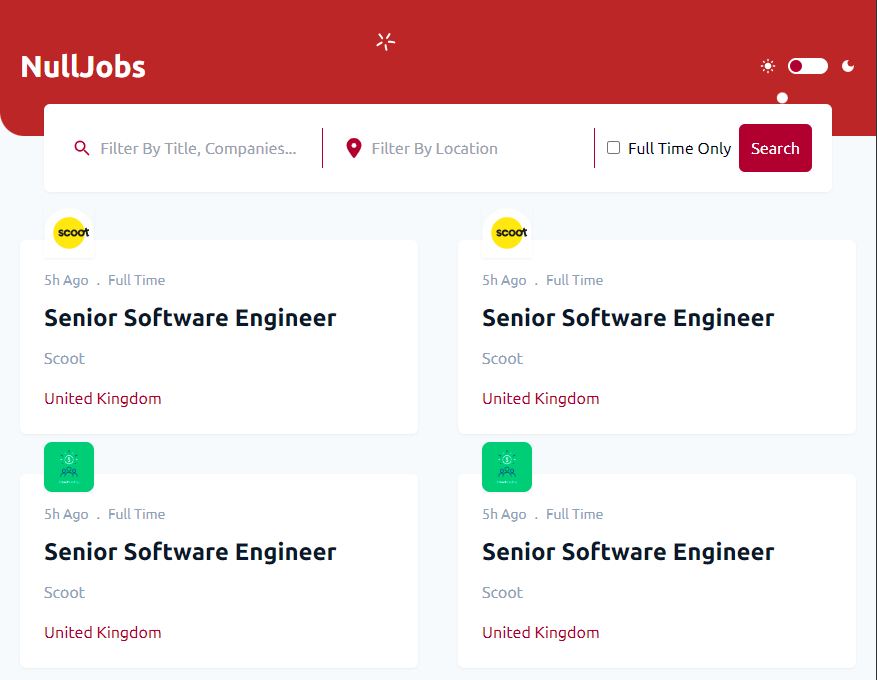 NullJobs
Filter By Title, Companies...
Filter By Location
Full Time Only
Search
scoot
scoot
5h Ago . Full Time
5h Ago . Full Time
Senior Software Engineer
Senior Software Engineer
Scoot
Scoot
United Kingdom
United Kingdom
5h Ago . Full Time
5h Ago . Full Time
Senior Software Engineer
Senior Software Engineer
Scoot
Scoot
United Kingdom
United Kingdom